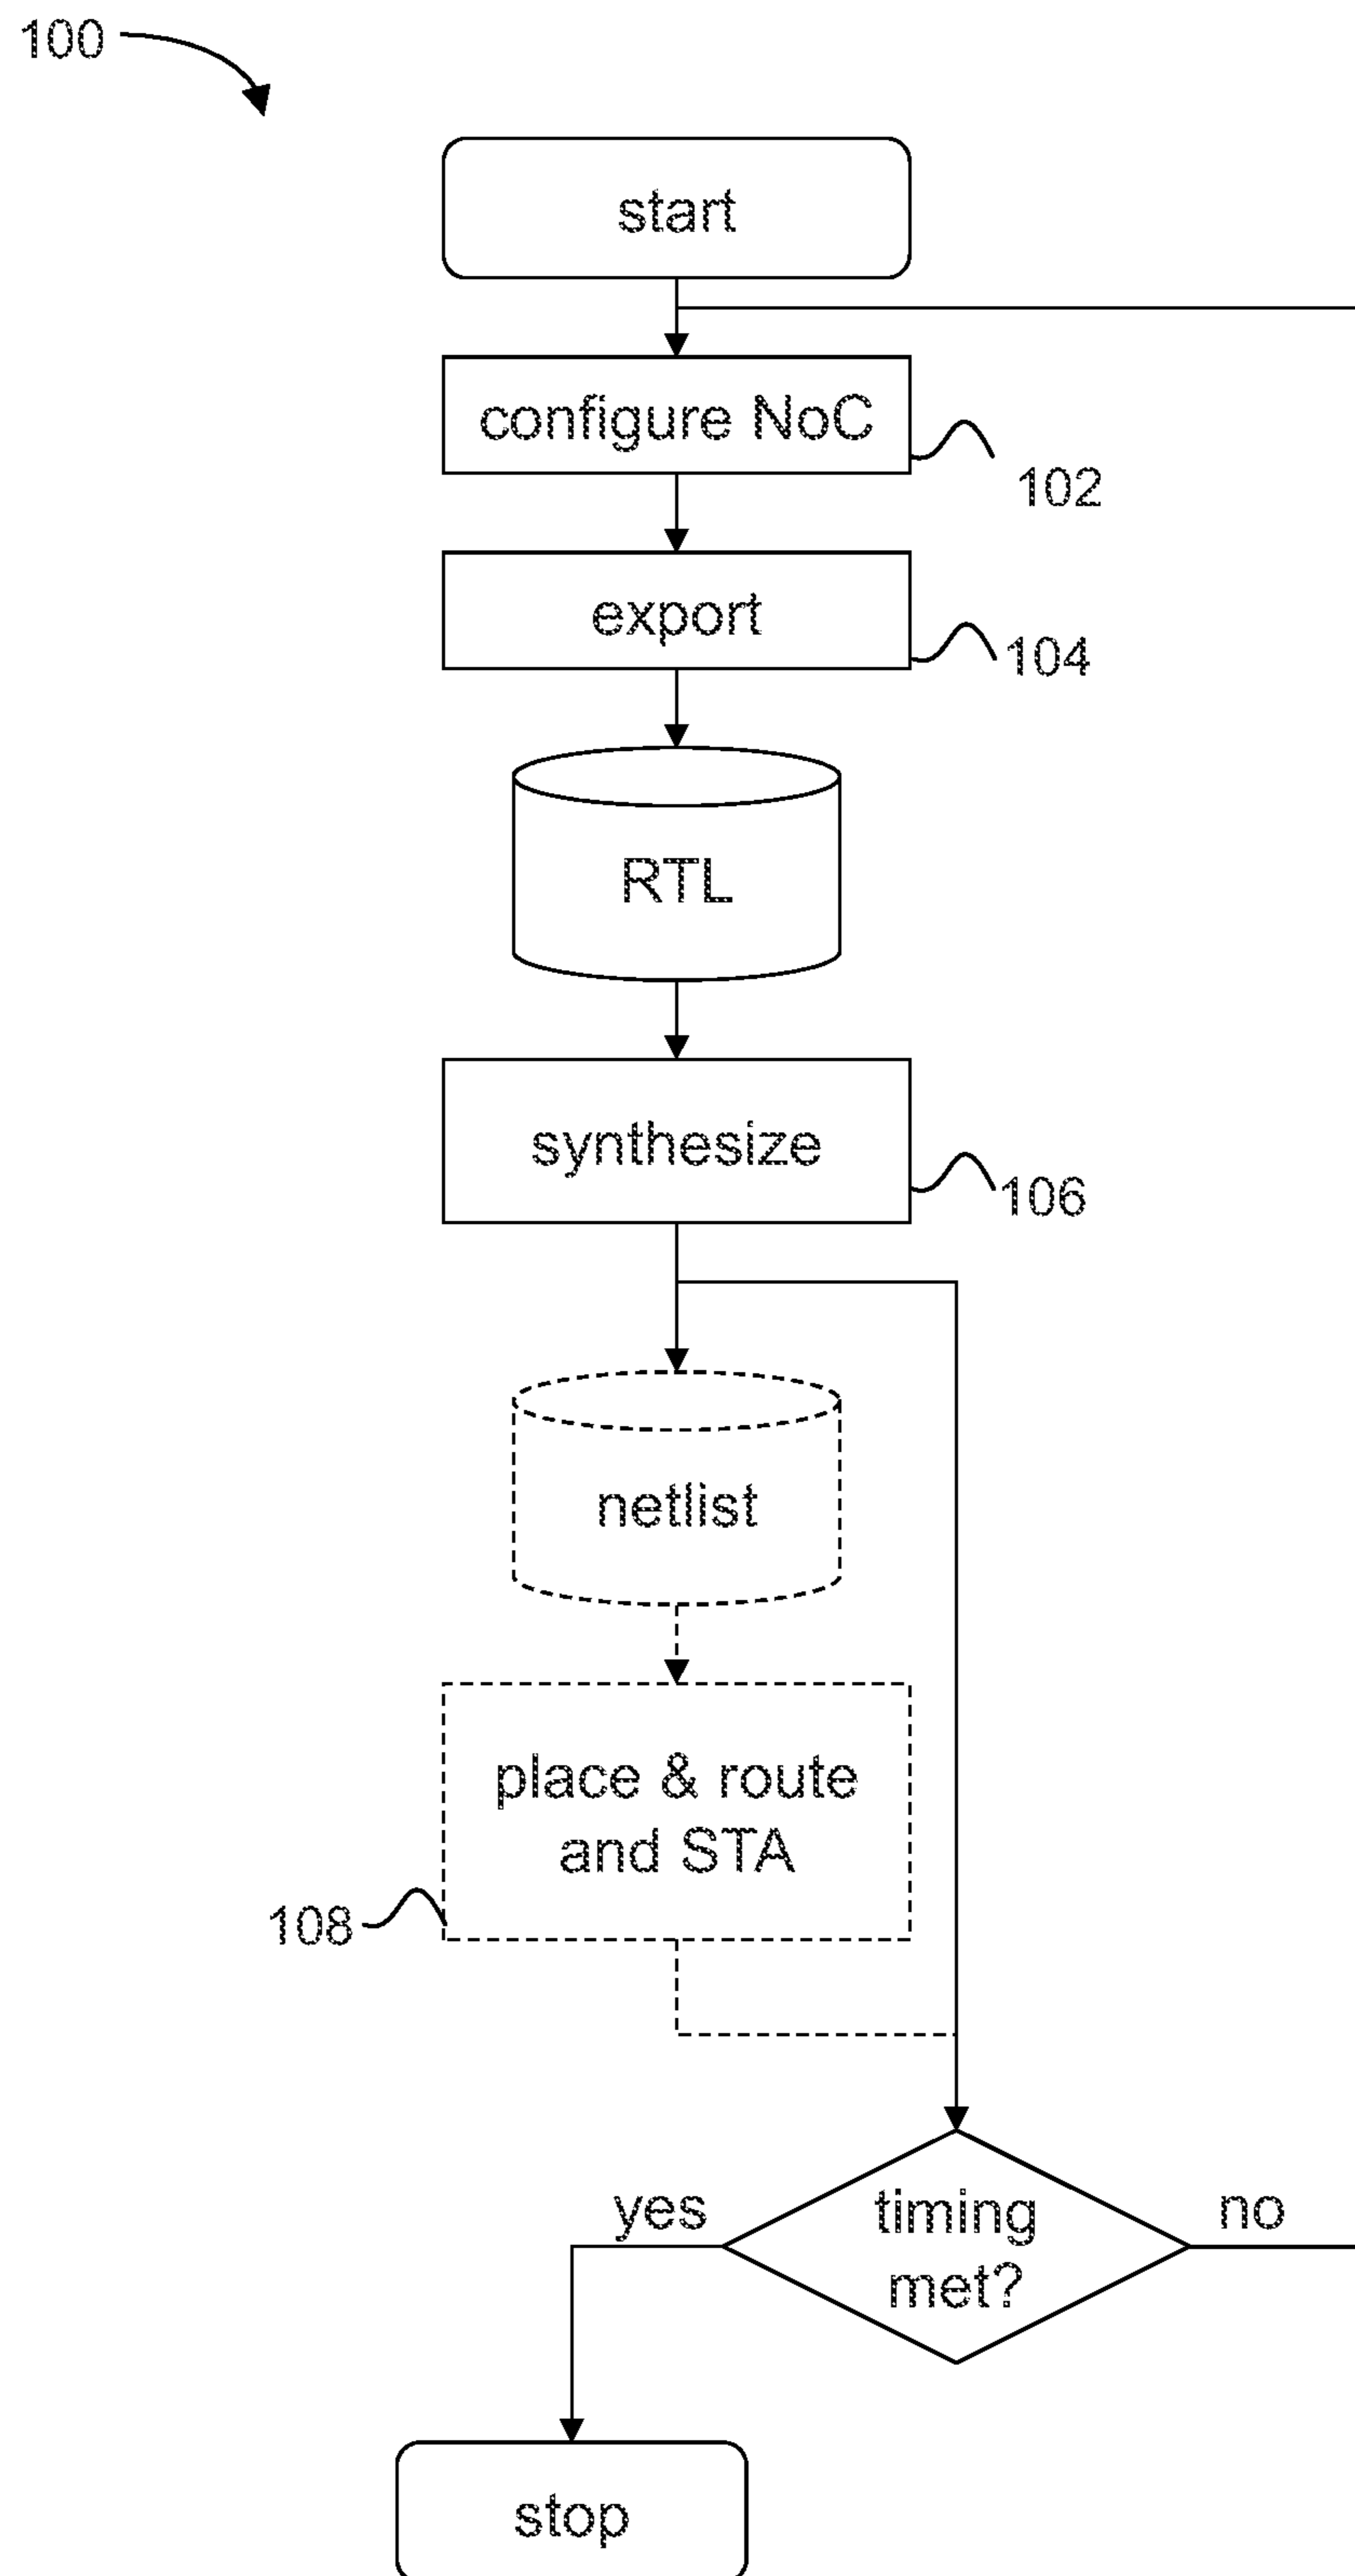 100
start
configure NoC
102
export
104
RTL
synthesize
106
netlist
place & route
and STA
108
yes
timing
met?
no
stop